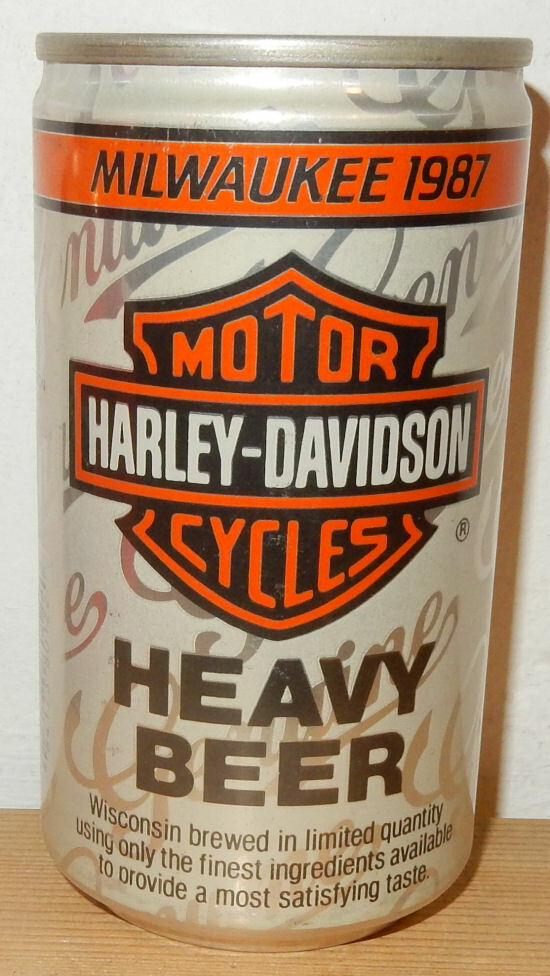 MILWAUKEE 1987
MOTOR
HARLEY-DAVIDSON
CYCLES
®
HEAVY
BEER
Wisconsin brewed in limited quantity
using only the finest ingredients available
to provide a most satisfying taste.
Genuine